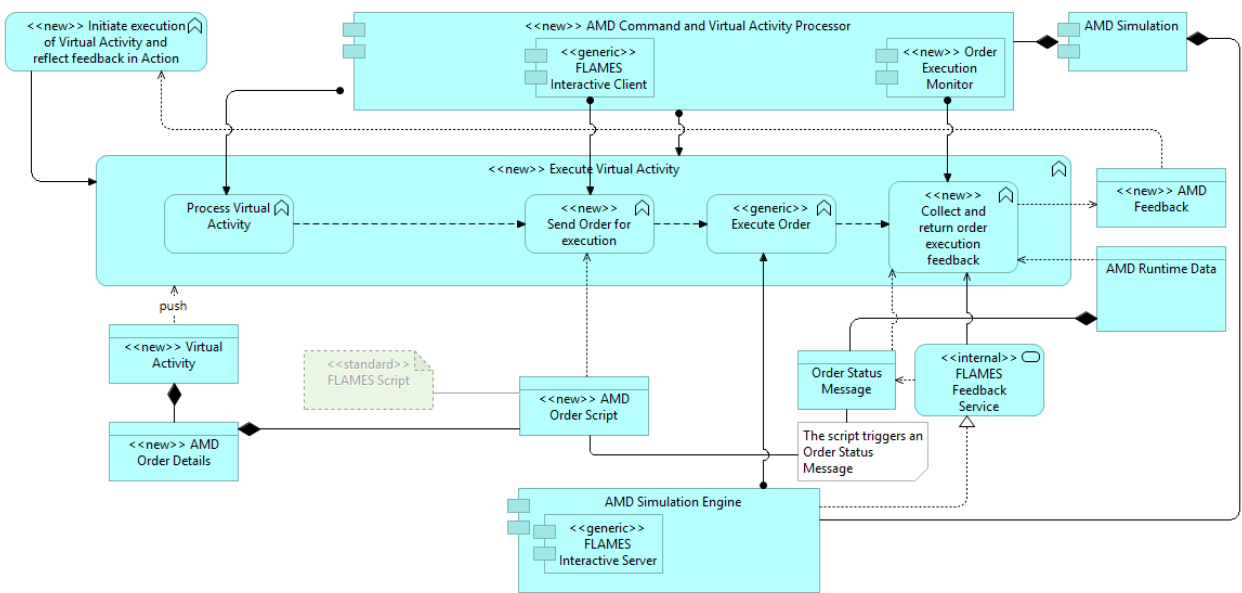 <<new>> Initiate execution
of Virtual Activity and
reflect feedback in Action
<<new>> AMD Command and Virtual Activity Processor
<<generic>>
FLAMES
Interactive Client
<<new>> Order
Execution
Monitor
AMD Simulation
<<new>> Execute Virtual Activity
Process Virtual
Activity
<<new>>
Send Order for
execution
<<generic>>
Execute Order
<<new>>
Collect and
return order
execution
feedback
<<new>> AMD
Feedback
AMD Runtime Data
push
<<new>> Virtual
Activity
<<standard>>
FLAMES Script
<<new>> AMD
Order Script
Order Status
Message
<<internal>>
FLAMES
Feedback
Service
<<new>> AMD
Order Details
The script triggers an
Order Status
Message
AMD Simulation Engine
<<generic>>
FLAMES
Interactive Server